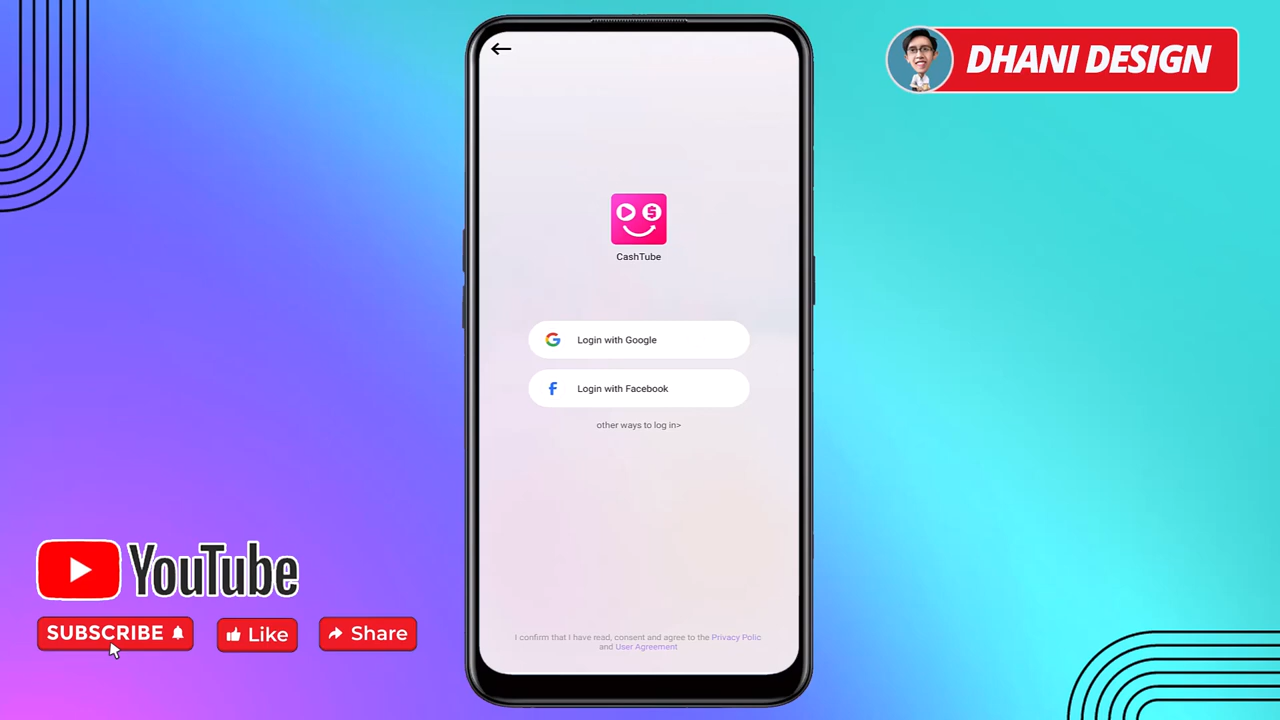 DHANI DESIGN
CashTube
Login with Google
Login with Facebook
other ways to log in>
I confirm that I have read, consent and agree to the Privacy Polic
and User Agreement
YouTube
SUBSCRIBE
Like
Share